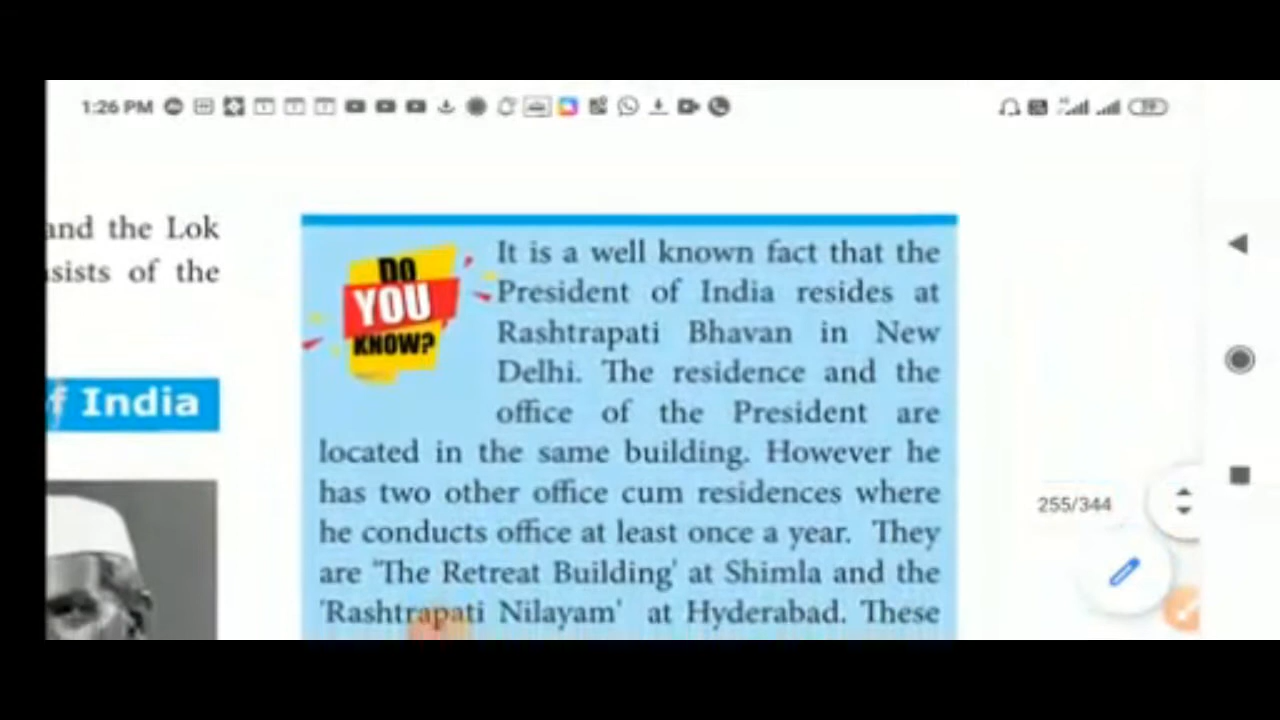 1:26 PM
and the Lok
sists of the
f India
DO
YOU
KNOW?
It is a well known fact that the
President of India resides at
Rashtrapati Bhavan in New
Delhi. The residence and the
office of the President are
located in the same building. However he
has two other office cum residences where
he conducts office at least once a year. They
are 'The Retreat Building' at Shimla and the
'Rashtrapati Nilayam' at Hyderabad. These
255/344